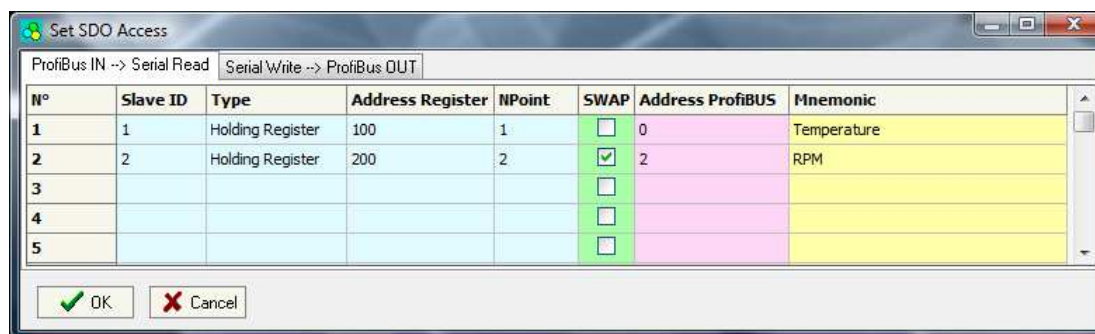 Set SDO Access
ProfiBus IN --> Serial Read Serial Write --> ProfiBus OUT
N° Slave ID Type Address Register NPoint SWAP Address ProfiBUS Mnemonic
1 1 Holding Register 100 1 0 Temperature
2 2 Holding Register 200 2 2 RPM
3
4
5
OK Cancel